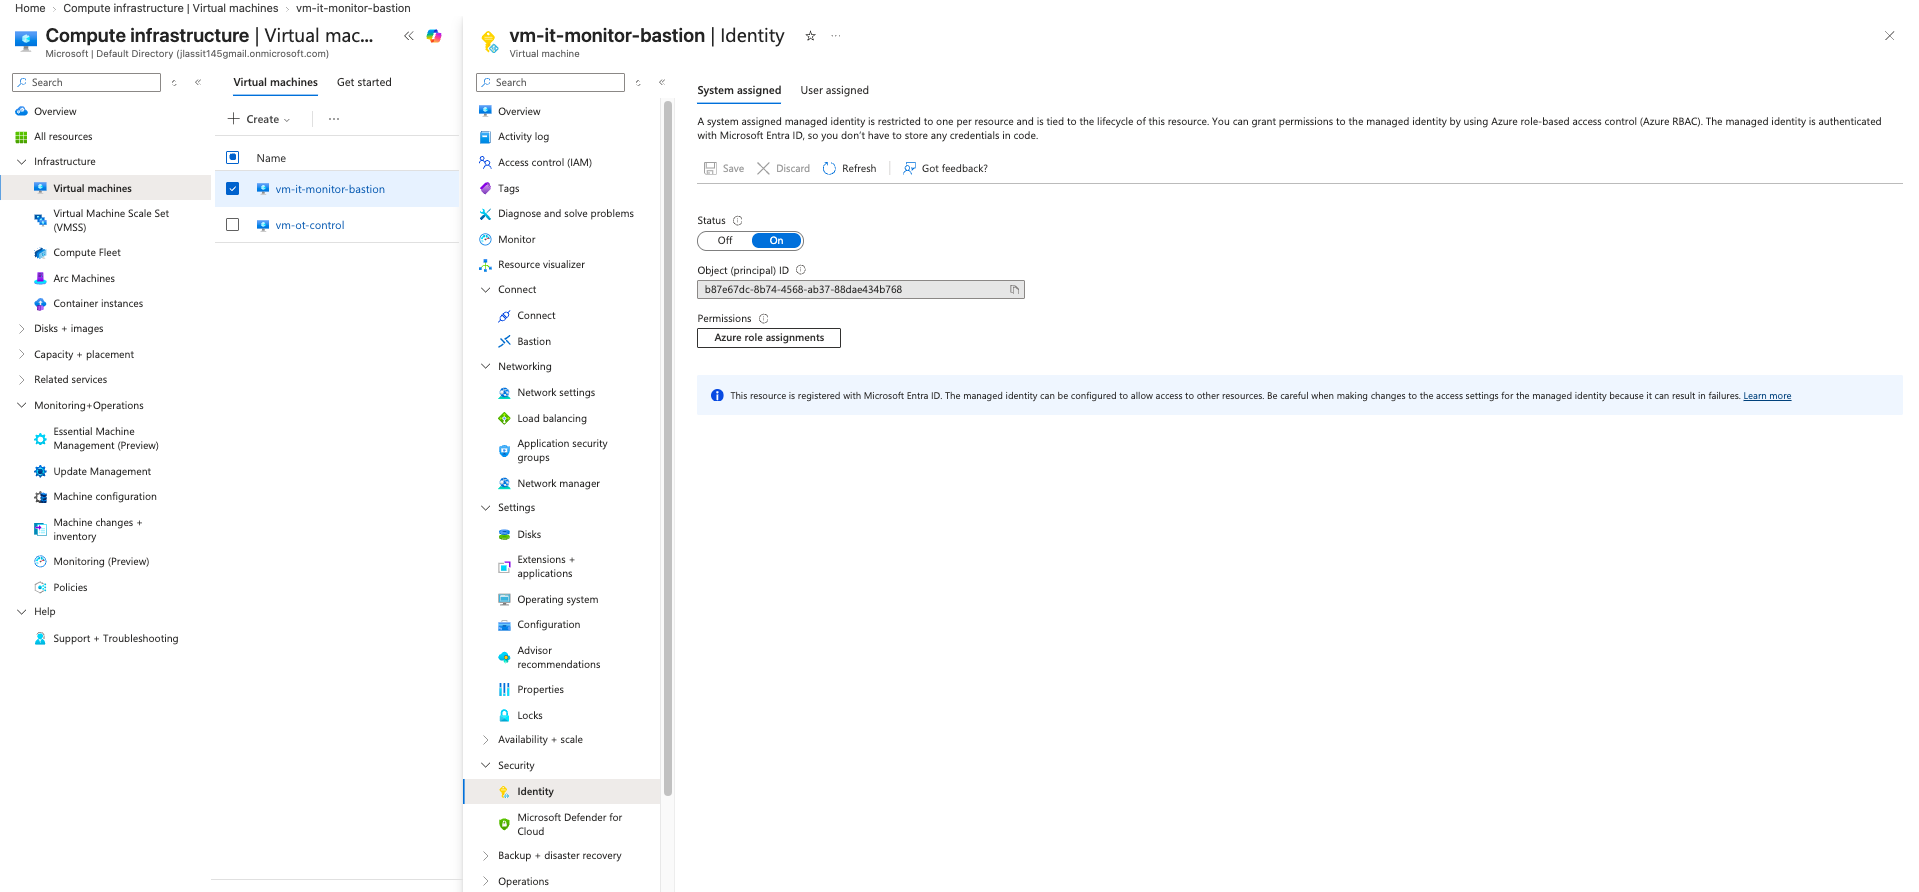 Home > Compute infrastructure | Virtual machines > vm-it-monitor-bastion
Compute infrastructure | Virtual mac...
Microsoft | Default Directory (jlassit145gmail.onmicrosoft.com)
Search
Overview
All resources
Infrastructure
Virtual machines
Virtual Machine Scale Set
(VMSS)
Compute Fleet
Arc Machines
Container instances
Disks + images
Capacity + placement
Related services
Monitoring+Operations
Essential Machine
Management (Preview)
Update Management
Machine configuration
Machine changes +
inventory
Monitoring (Preview)
Policies
Help
Support + Troubleshooting
Virtual machines
Get started
Create
Name
vm-it-monitor-bastion
vm-ot-control
vm-it-monitor-bastion | Identity
Virtual machine
Search
Overview
Activity log
Access control (IAM)
Tags
Diagnose and solve problems
Monitor
Resource visualizer
Connect
Connect
Bastion
Networking
Network settings
Load balancing
Application security
groups
Network manager
Settings
Disks
Extensions +
applications
Operating system
Configuration
Advisor
recommendations
Properties
Locks
Availability + scale
Security
Identity
Microsoft Defender for
Cloud
Backup + disaster recovery
Operations
System assigned
User assigned
A system assigned managed identity is restricted to one per resource and is tied to the lifecycle of this resource. You can grant permissions to the managed identity by using Azure role-based access control (Azure RBAC). The managed identity is authenticated
with Microsoft Entra ID, so you don't have to store any credentials in code.
Save
Discard
Refresh
Got feedback?
Status
Off
On
Object (principal) ID
b87e67dc-8b74-4568-ab37-88dae434b768
Permissions
Azure role assignments
This resource is registered with Microsoft Entra ID. The managed identity can be configured to allow access to other resources. Be careful when making changes to the access settings for the managed identity because it can result in failures. Learn more